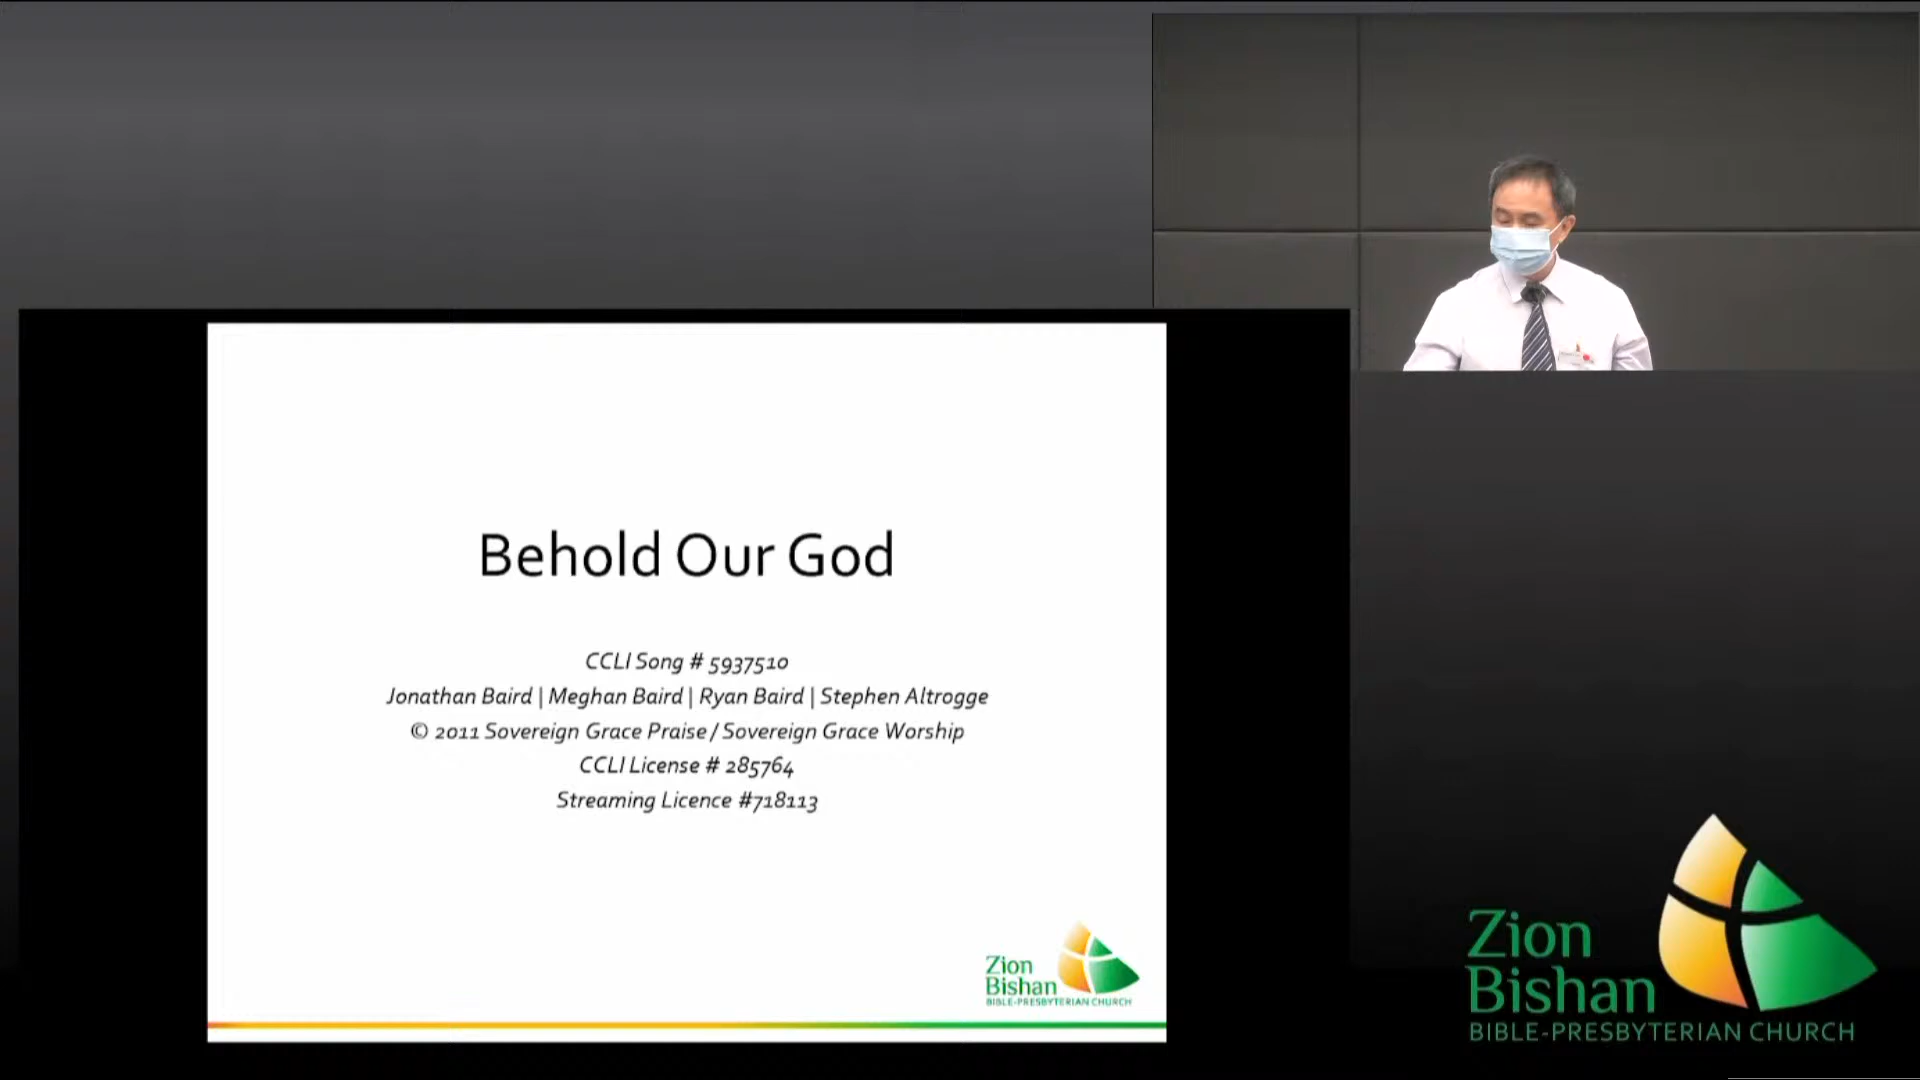 Behold Our God
CCLI Song # 5937510
Jonathan Baird | Meghan Baird | Ryan Baird | Stephen Altrogge
© 2011 Sovereign Grace Praise / Sovereign Grace Worship
CCLI License # 285764
Streaming Licence #718113
Zion
Bishan
BIBLE-PRESBYTERIAN CHURCH
Zion
Bishan
BIBLE-PRESBYTERIAN CHURCH